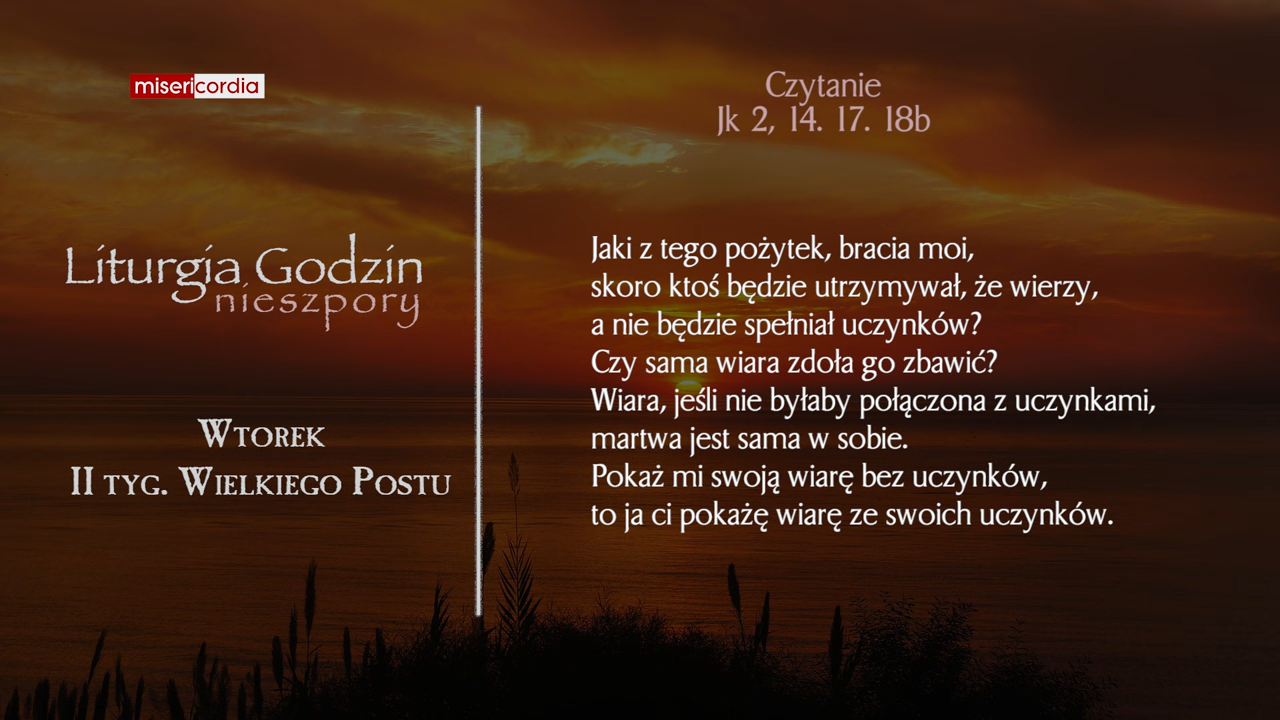 misericordia
Liturgia Godzin
nieszpory
Wtorek
II tyg. Wielkiego Postu
Czytanie
Jk 2, 14. 17. 18b
Jaki z tego pożytek, bracia moi,
skoro ktoś będzie utrzymywał, że wierzy,
a nie będzie spełniał uczynków?
Czy sama wiara zdoła go zbawić?
Wiara, jeśli nie byłaby połączona z uczynkami,
martwa jest sama w sobie.
Pokaż mi swoją wiarę bez uczynków,
to ja ci pokażę wiarę ze swoich uczynków.